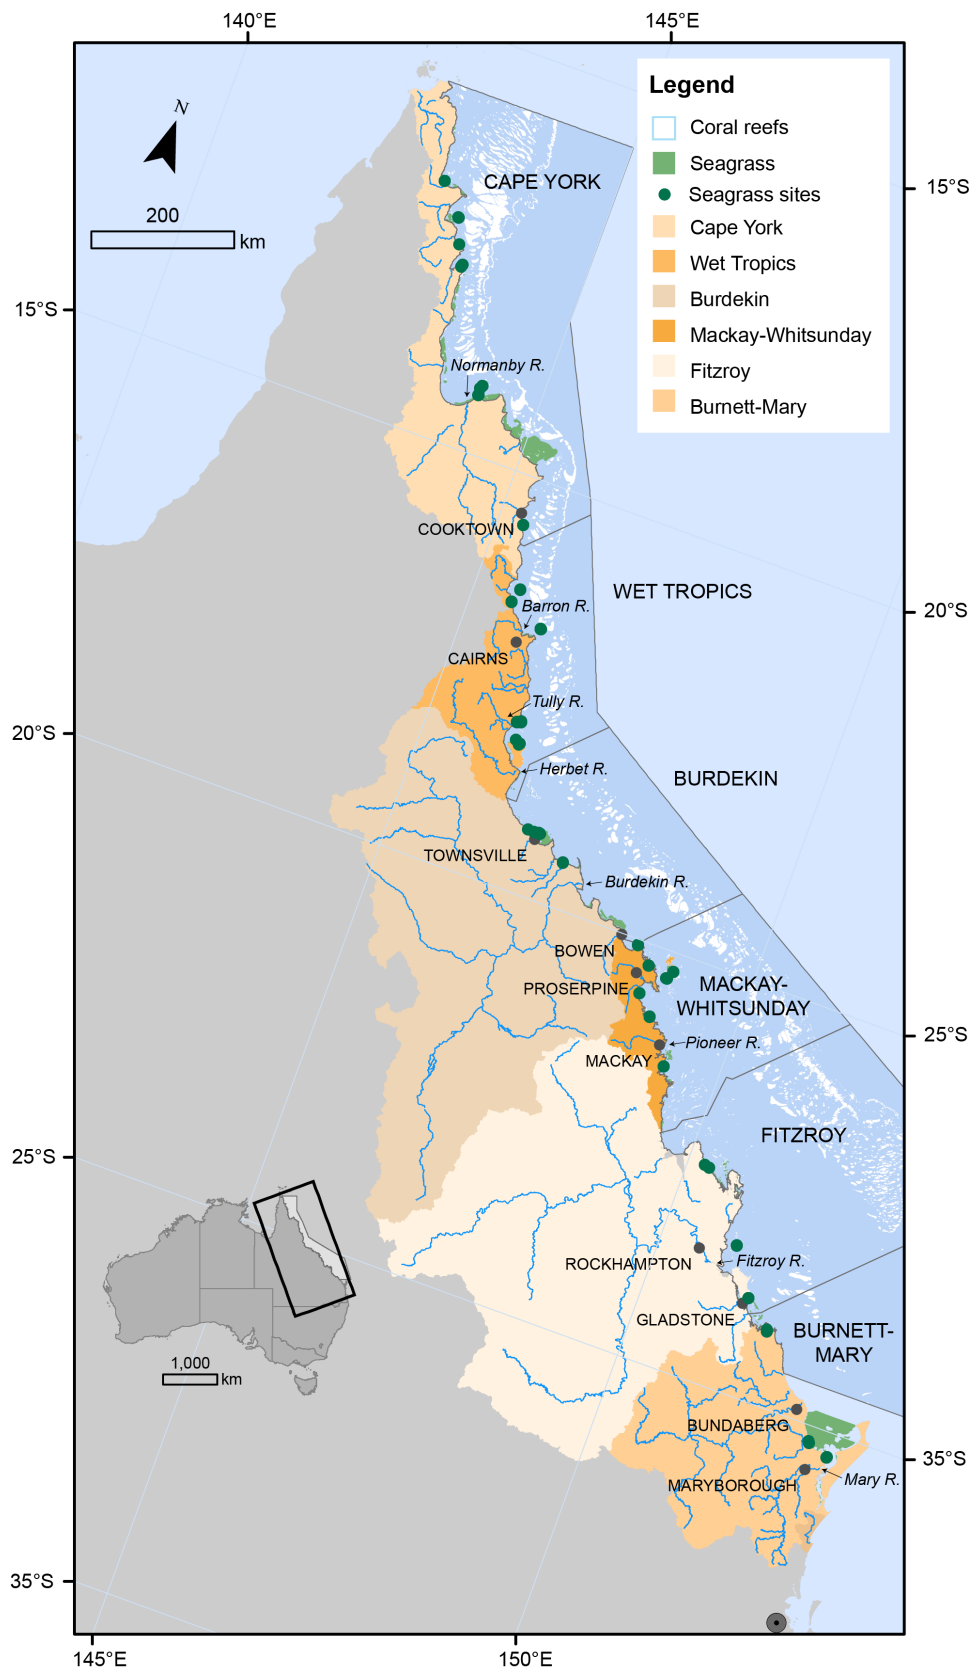 140°E
145°E
N
200
km
Legend
Coral reefs
Seagrass
Seagrass sites
Cape York
Wet Tropics
Burdekin
Mackay-Whitsunday
Fitzroy
Burnett-Mary
CAPE YORK
15°S
15°S
Normanby R.
COOKTOWN
WET TROPICS
Barron R.
20°S
CAIRNS
Tully R.
20°S
Herbet R.
BURDEKIN
TOWNSVILLE
Burdekin R.
BOWEN
PROSERPINE
MACKAY-
WHITSUNDAY
25°S
Pioneer R.
MACKAY
FITZROY
25°S
ROCKHAMPTON
Fitzroy R.
GLADSTONE
BURNETT-
MARY
1,000
km
BUNDABERG
35°S
MARYBOROUGH
Mary R.
35°S
145°E
150°E